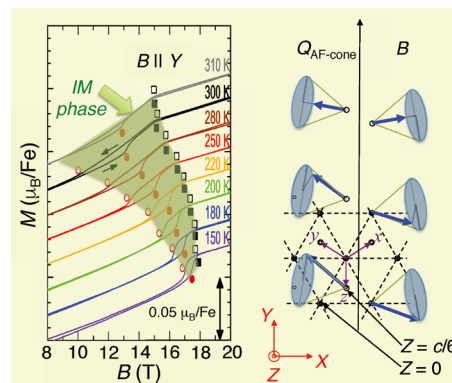 B || Y
310 K
IM
phase
300 K
280 K
250 K
220 K
200 K
180 K
150 K
M (μB/Fe)
0.05 μB/Fe
8 10 12 14 16 18 20
B (T)
QAF-cone
B
y
x
z
Y
X
Z
Z = c/6
Z = 0